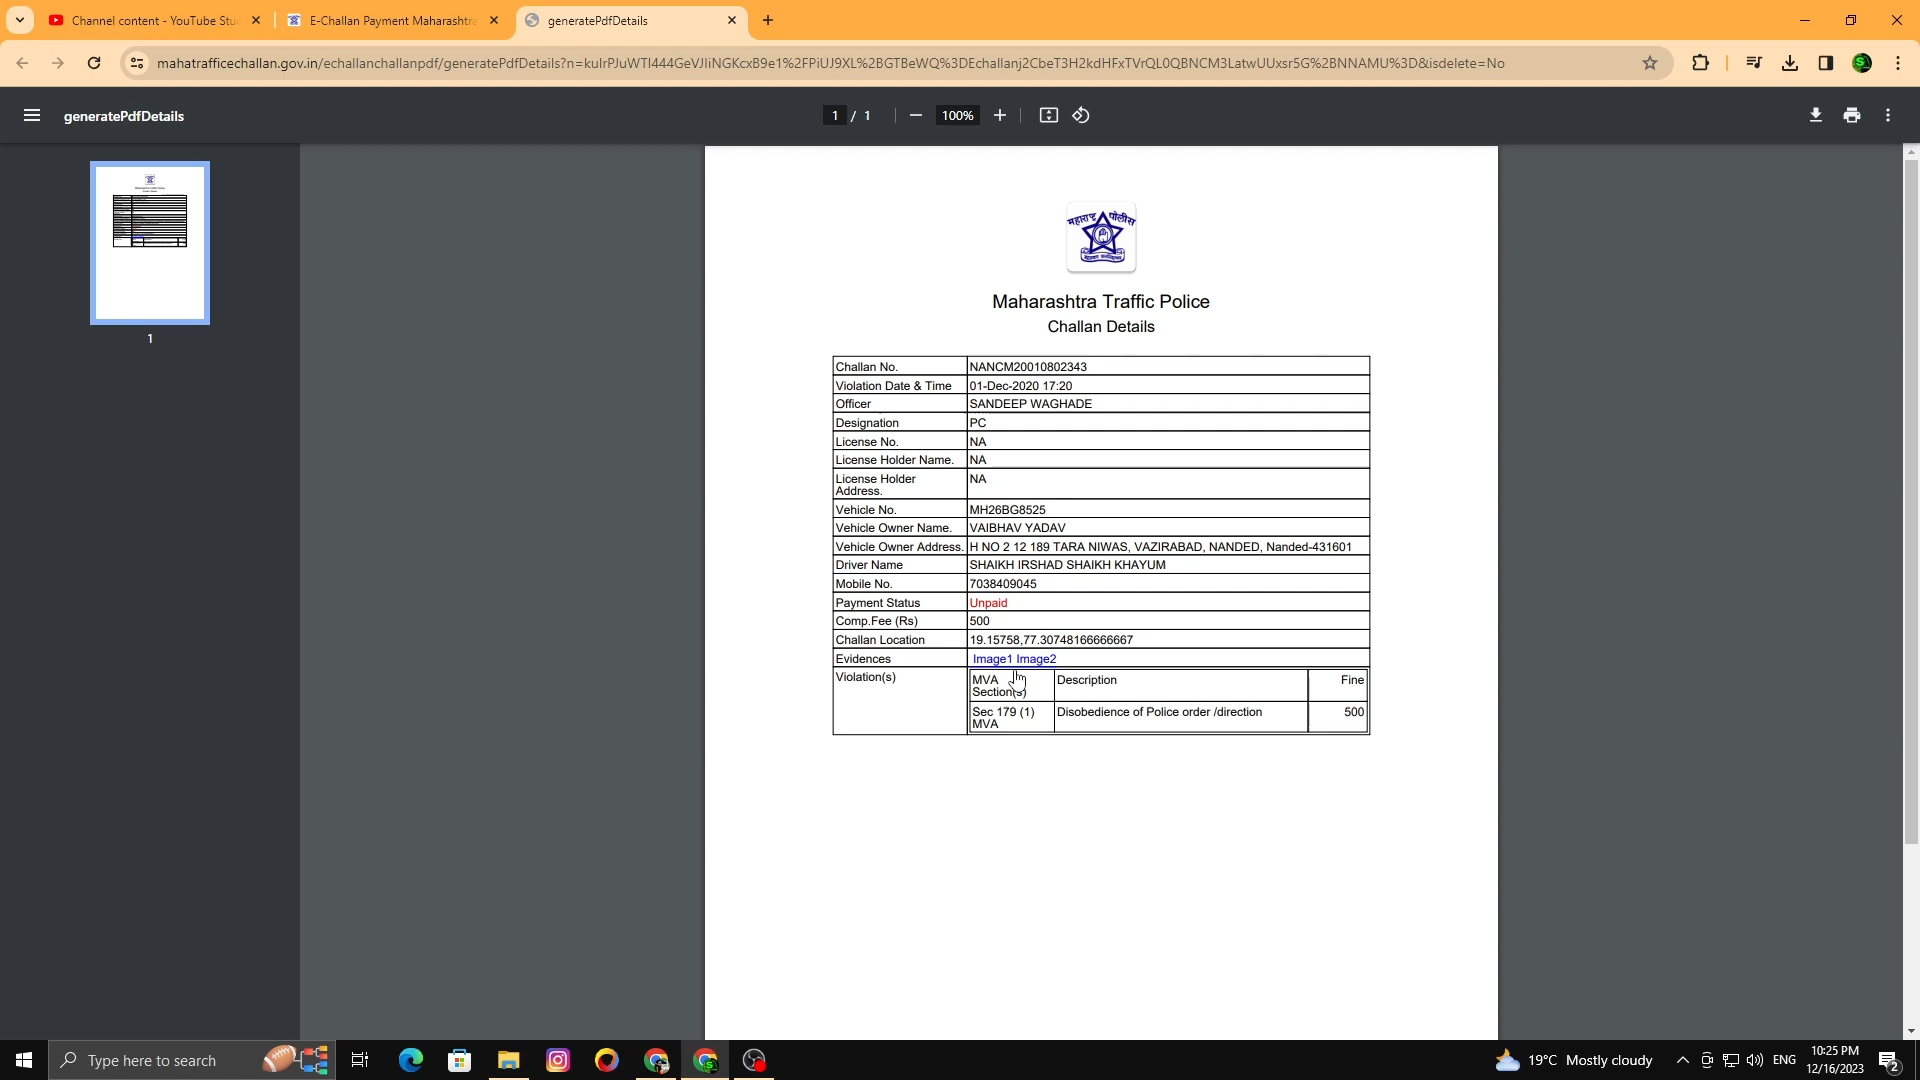 Channel content - YouTube Stu
E-Challan Payment Maharashtra
generatePdfDetails
mahatrafficechallan.gov.in/echallanchallanpdf/generatePdfDetails?n=kulrPJuWTI444GeVJIiNGKcxB9e1%2FPiUJ9XL%2BGTBeWQ%3DEchallanj2CbeT3H2kdHFxTVrQL0QBNCM3LatwUUxsr5G%2BNNAMU%3D&isdelete=No
generatePdfDetails
1 / 1
100%
1
महाराष्ट्र पोलीस
Maharashtra Traffic Police
Challan Details
Challan No. NANCM20010802343
Violation Date & Time 01-Dec-2020 17:20
Officer SANDEEP WAGHADE
Designation PC
License No. NA
License Holder Name. NA
License Holder Address. NA
Vehicle No. MH26BG8525
Vehicle Owner Name. VAIBHAV YADAV
Vehicle Owner Address. H NO 2 12 189 TARA NIWAS, VAZIRABAD, NANDED, Nanded-431601
Driver Name SHAIKH IRSHAD SHAIKH KHAYUM
Mobile No. 7038409045
Payment Status Unpaid
Comp.Fee (Rs) 500
Challan Location 19.15758,77.30748166666667
Evidences Image1 Image2
Violation(s) MVA Section(s) Description Fine
Sec 179 (1) MVA Disobedience of Police order /direction 500
Type here to search
19°C Mostly cloudy
ENG
10:25 PM
12/16/2023
2